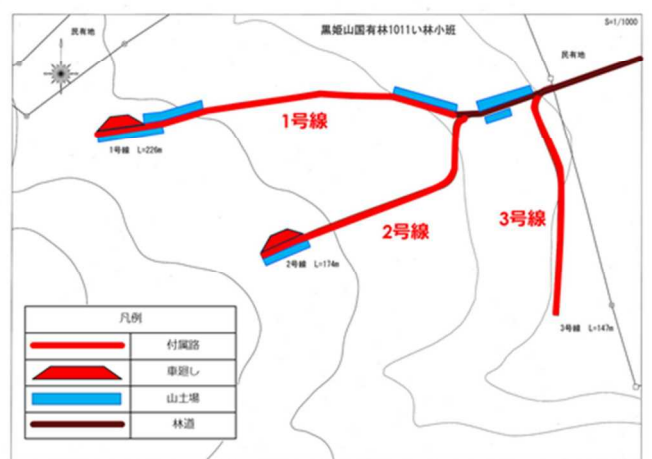 黒姫山国有林1011い林小班
S=1/1000
民有地
民有地
1号線
1号線 L=226m
2号線
3号線
2号線 L=174m
3号線 L=147m
凡例
付属路
車廻し
山土場
林道